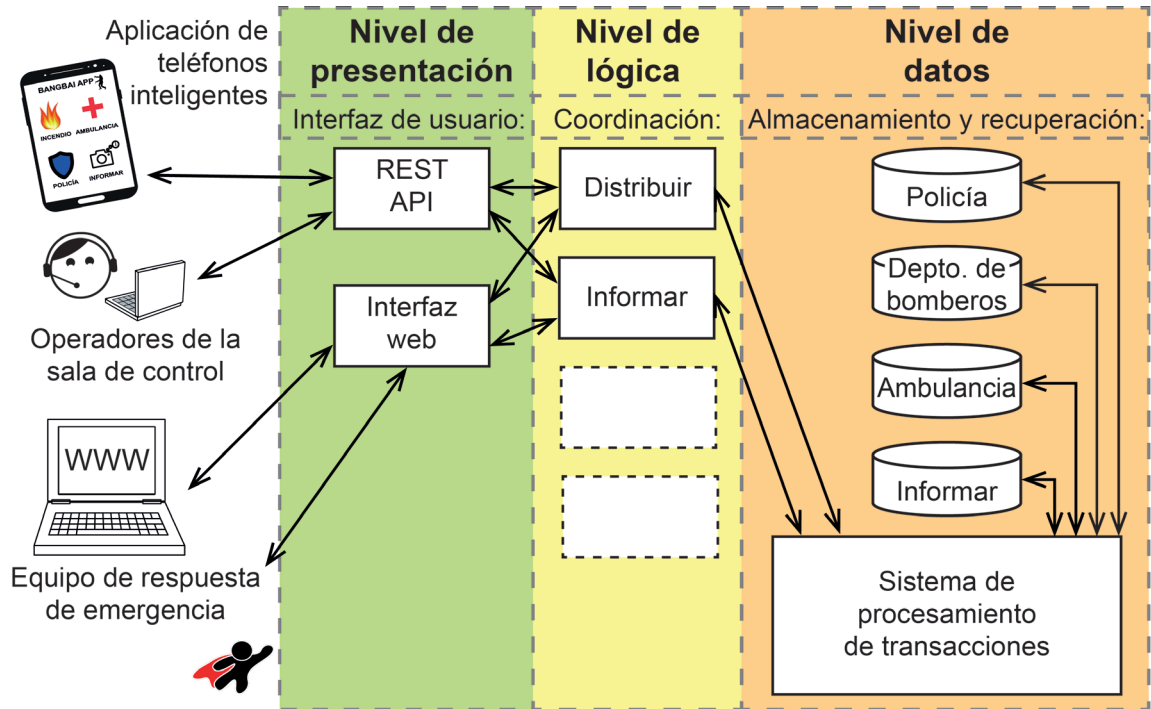 Aplicación de
teléfonos
inteligentes
BANGBAI APP
INCENDIO
AMBULANCIA
POLICÍA
INFORMAR
Operadores de la
sala de control
WWW
Equipo de respuesta
de emergencia
Nivel de
presentación
Interfaz de usuario:
REST
API
Interfaz
web
Nivel de
lógica
Coordinación:
Distribuir
Informar
Nivel de
datos
Almacenamiento y recuperación:
Policía
Depto. de
bomberos
Ambulancia
Informar
Sistema de
procesamiento
de transacciones